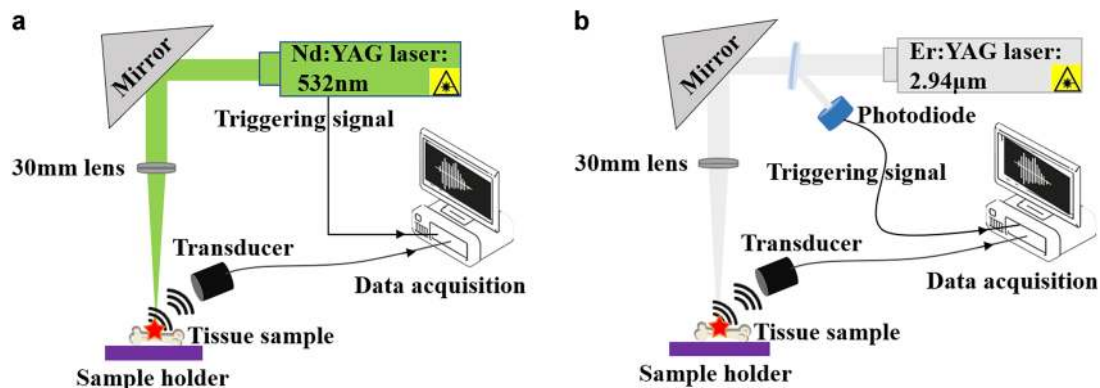 a
Mirror
Nd:YAG laser:
532nm
Triggering signal
30mm lens
Transducer
Data acquisition
Tissue sample
Sample holder
b
Mirror
Er:YAG laser:
2.94μm
Photodiode
30mm lens
Triggering signal
Transducer
Data acquisition
Tissue sample
Sample holder